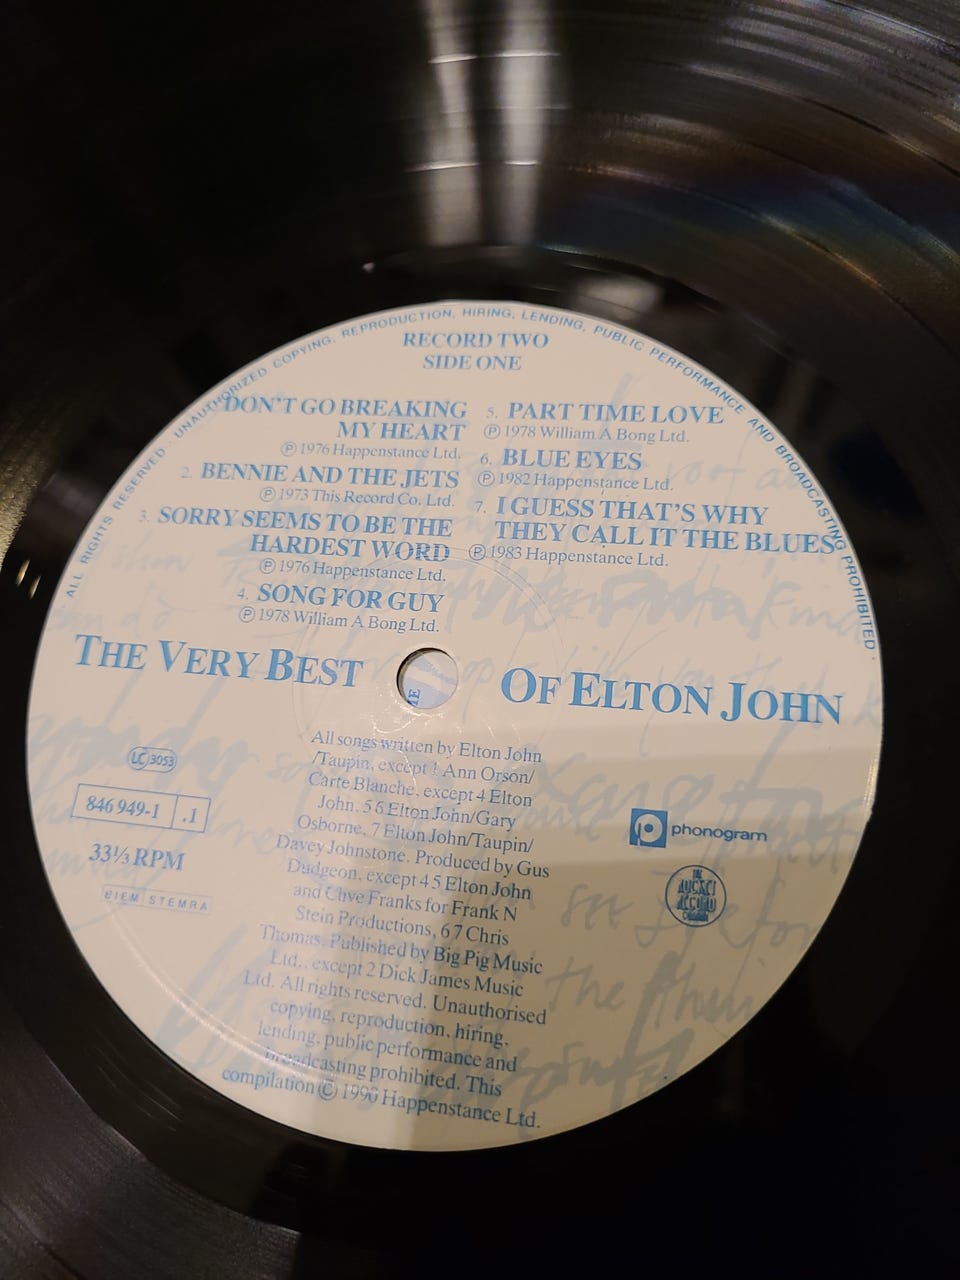 ALL RIGHTS RESERVED · UNAUTHORIZED COPYING, REPRODUCTION, HIRING, LENDING, PUBLIC PERFORMANCE AND BROADCASTING PROHIBITED ·
RECORD TWO
SIDE ONE
DON'T GO BREAKING
MY HEART
Ⓟ 1976 Happenstance Ltd.
2. BENNIE AND THE JETS
Ⓟ 1973 This Record Co. Ltd.
3. SORRY SEEMS TO BE THE
HARDEST WORD
Ⓟ 1976 Happenstance Ltd.
4. SONG FOR GUY
Ⓟ 1978 William A Bong Ltd.
5. PART TIME LOVE
Ⓟ 1978 William A Bong Ltd.
6. BLUE EYES
Ⓟ 1982 Happenstance Ltd.
7. I GUESS THAT'S WHY
THEY CALL IT THE BLUES
Ⓟ 1983 Happenstance Ltd.
THE VERY BEST OF ELTON JOHN
LC 3053
846 949-1 .1
33⅓ RPM
BIEM STEMRA
All songs written by Elton John
/Taupin, except 1 Ann Orson/
Carte Blanche, except 4 Elton
John, 5 6 Elton John/Gary
Osborne, 7 Elton John/Taupin/
Davey Johnstone. Produced by Gus
Dudgeon, except 4 5 Elton John
and Clive Franks for Frank N
Stein Productions, 6 7 Chris
Thomas. Published by Big Pig Music
Ltd., except 2 Dick James Music
Ltd. All rights reserved. Unauthorised
copying, reproduction, hiring,
lending, public performance and
broadcasting prohibited. This
compilation © 1990 Happenstance Ltd.
phonogram
THE
ROCKET
RECORD
COMPANY